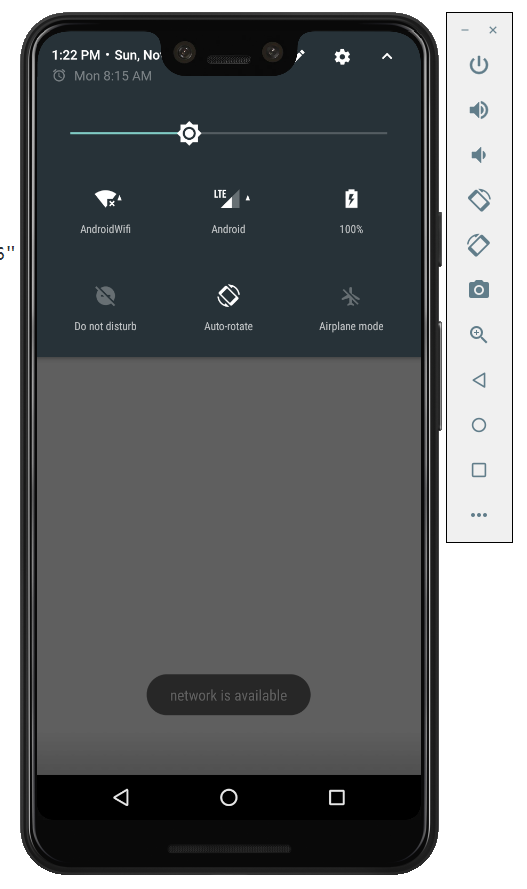 1:22 PM • Sun, No
Mon 8:15 AM
LTE
AndroidWifi
Android
100%
Do not disturb
Auto-rotate
Airplane mode
network is available